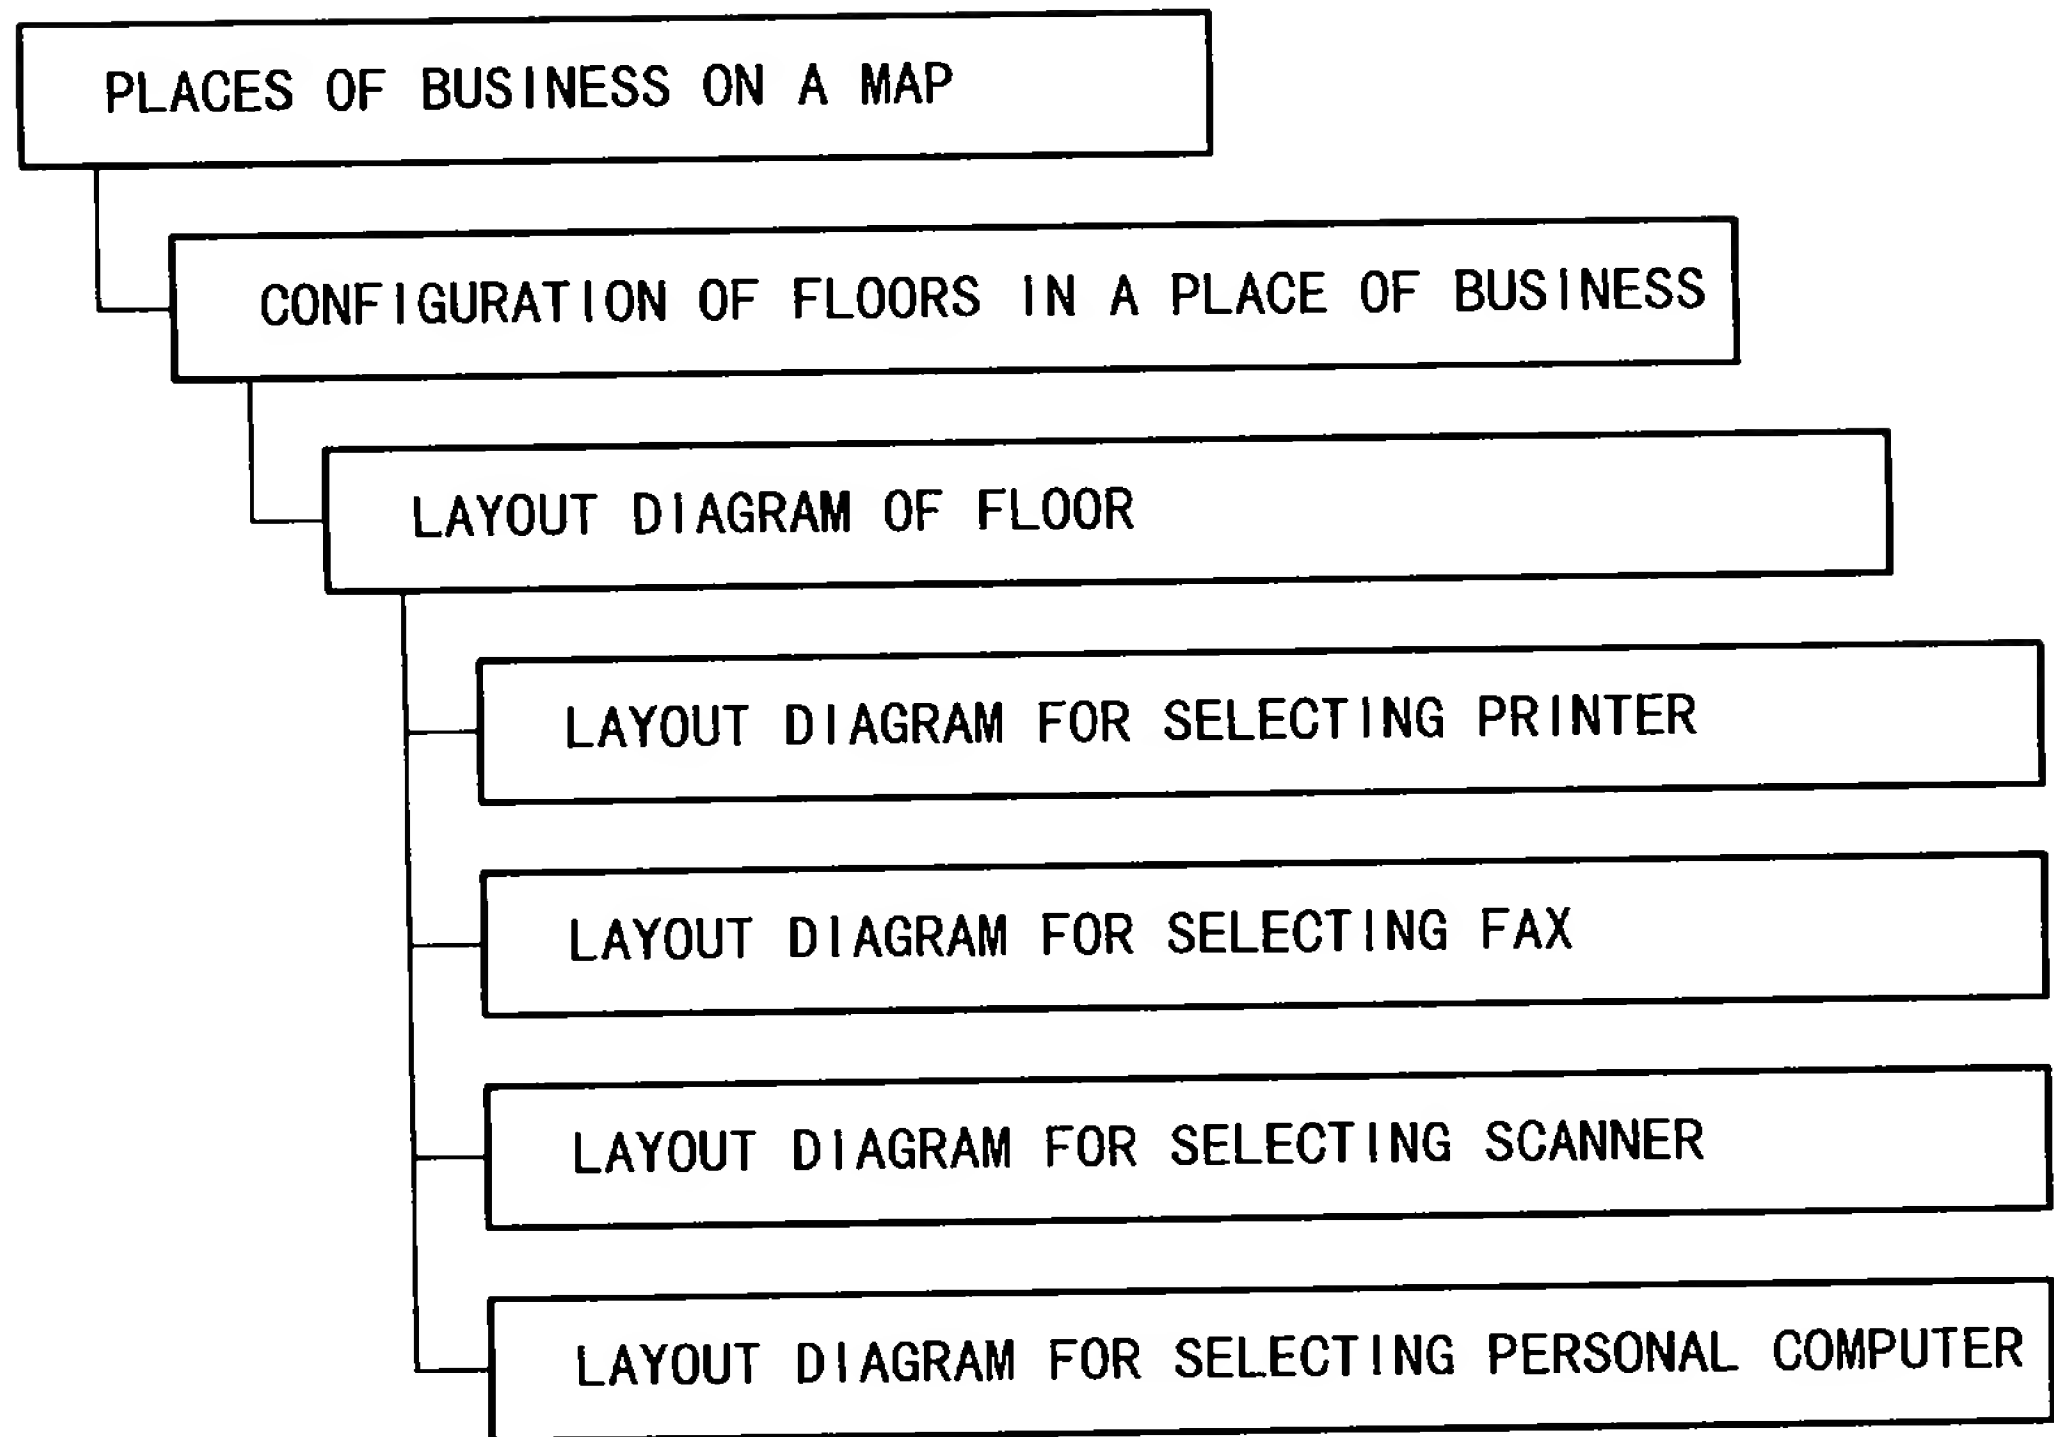 PLACES OF BUSINESS ON A MAP
CONFIGURATION OF FLOORS IN A PLACE OF BUSINESS
LAYOUT DIAGRAM OF FLOOR
LAYOUT DIAGRAM FOR SELECTING PRINTER
LAYOUT DIAGRAM FOR SELECTING FAX
LAYOUT DIAGRAM FOR SELECTING SCANNER
LAYOUT DIAGRAM FOR SELECTING PERSONAL COMPUTER